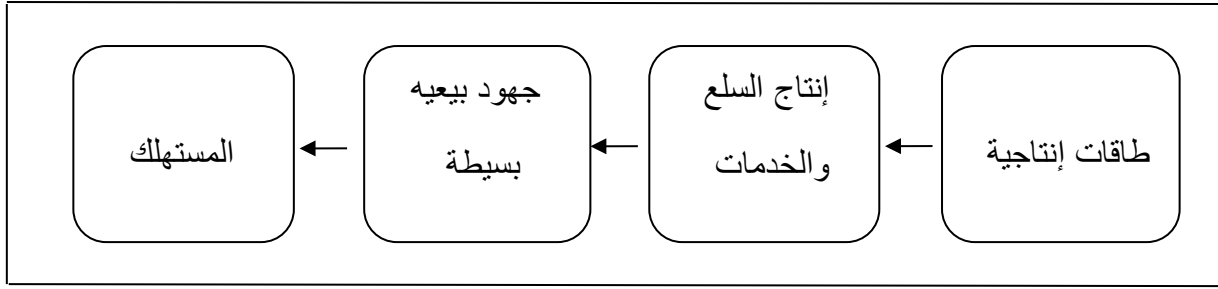 طاقات إنتاجية
إنتاج السلع
والخدمات
جهود بيعيه
بسيطة
المستهلك